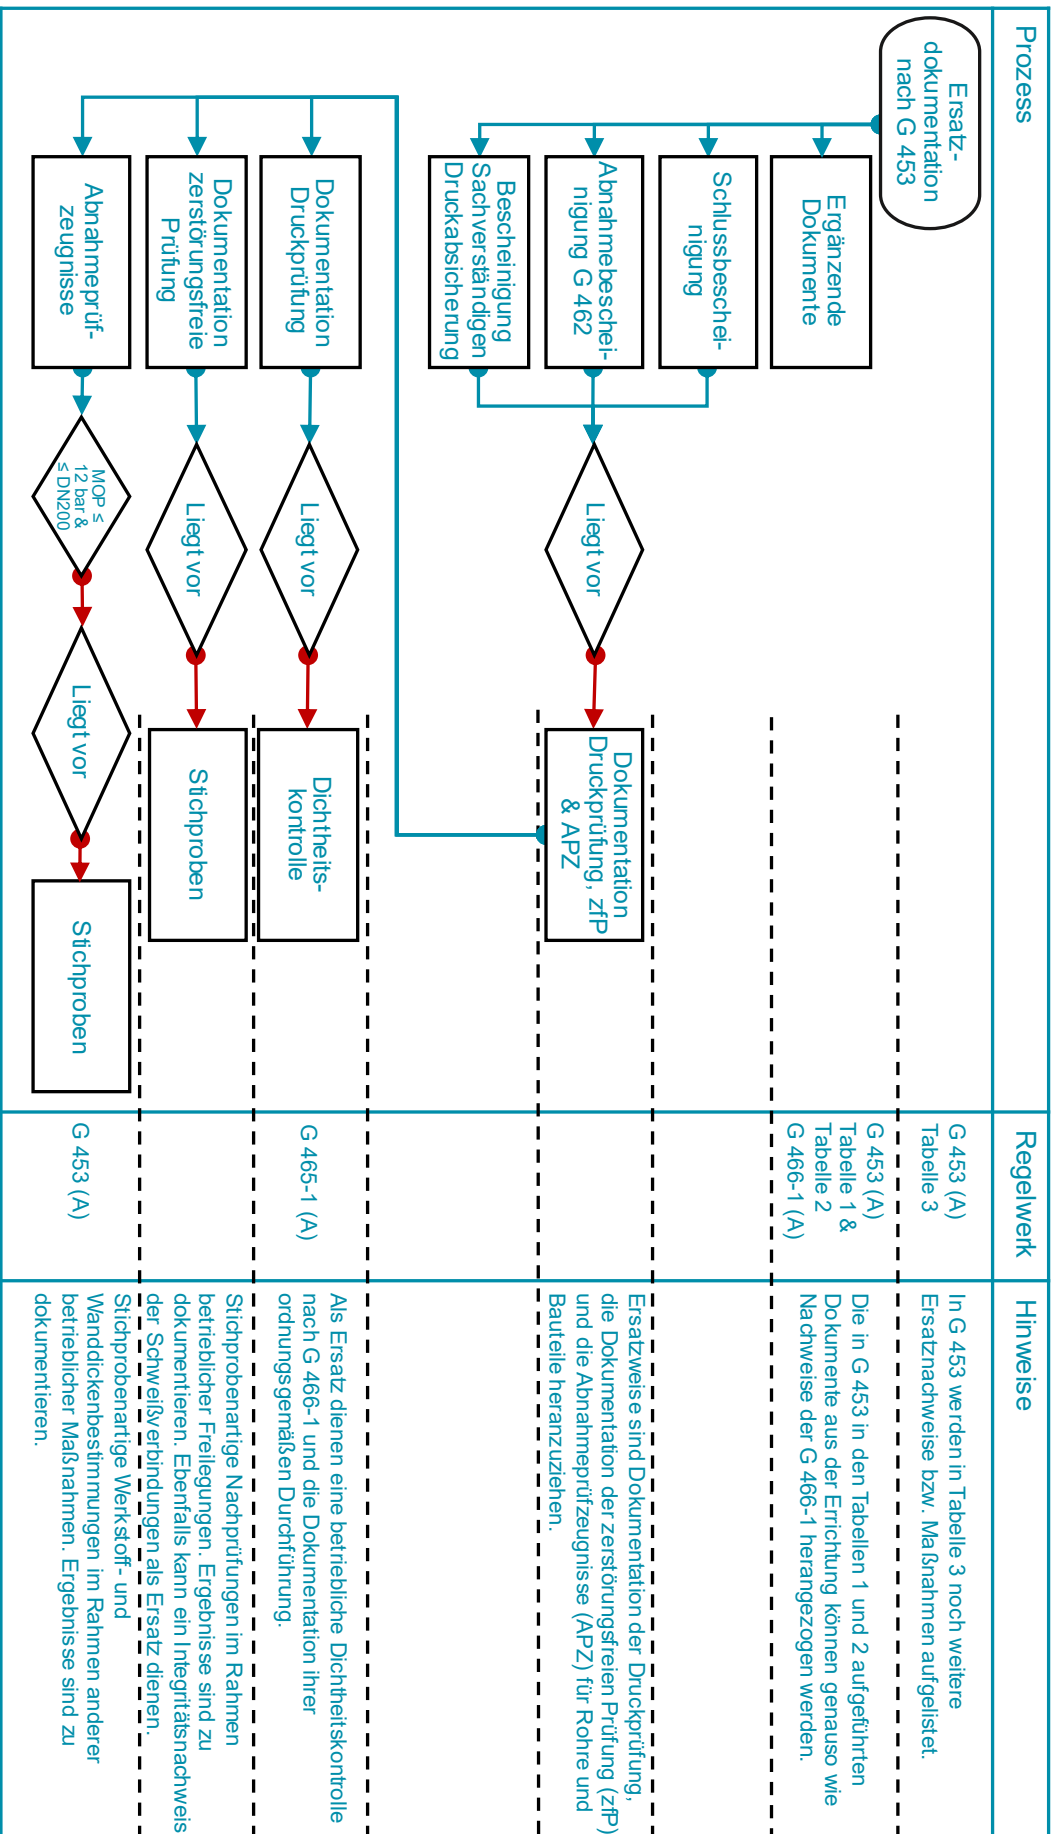 Prozess
Regelwerk
Hinweise
Ersatz-
dokumentation
nach G 453
Ergänzende
Dokumente
G 453 (A)
Tabelle 3
In G 453 werden in Tabelle 3 noch weitere
Ersatznachweise bzw. Maßnahmen aufgelistet.
Schlussbeschei-
nigung
G 453 (A)
Tabelle 1 &
Tabelle 2
G 466-1 (A)
Die in G 453 in den Tabellen 1 und 2 aufgeführten
Dokumente aus der Errichtung können genauso wie
Nachweise der G 466-1 herangezogen werden.
Abnahmebeschei-
nigung G 462
Liegt vor
Dokumentation
Druckprüfung, zfP
& APZ
Ersatzweise sind Dokumentation der Druckprüfung,
die Dokumentation der zerstörungsfreien Prüfung (zfP)
und die Abnahmeprüfzeugnisse (APZ) für Rohre und
Bauteile heranzuziehen.
Bescheinigung
Sachverständigen
Druckabsicherung
Dokumentation
Druckprüfung
Liegt vor
Dichtheits-
kontrolle
G 465-1 (A)
Als Ersatz dienen eine betriebliche Dichtheitskontrolle
nach G 466-1 und die Dokumentation ihrer
ordnungsgemäßen Durchführung.
Dokumentation
zerstörungsfreie
Prüfung
Liegt vor
Stichproben
Stichprobenartige Nachprüfungen im Rahmen
betrieblicher Freilegungen. Ergebnisse sind zu
dokumentieren. Ebenfalls kann ein Integritätsnachweis
der Schweißverbindungen als Ersatz dienen.
Abnahmeprüf-
zeugnisse
MOP ≤
12 bar &
≤ DN200
Liegt vor
Stichproben
G 453 (A)
Stichprobenartige Werkstoff- und
Wanddickenbestimmungen im Rahmen anderer
betrieblicher Maßnahmen. Ergebnisse sind zu
dokumentieren.